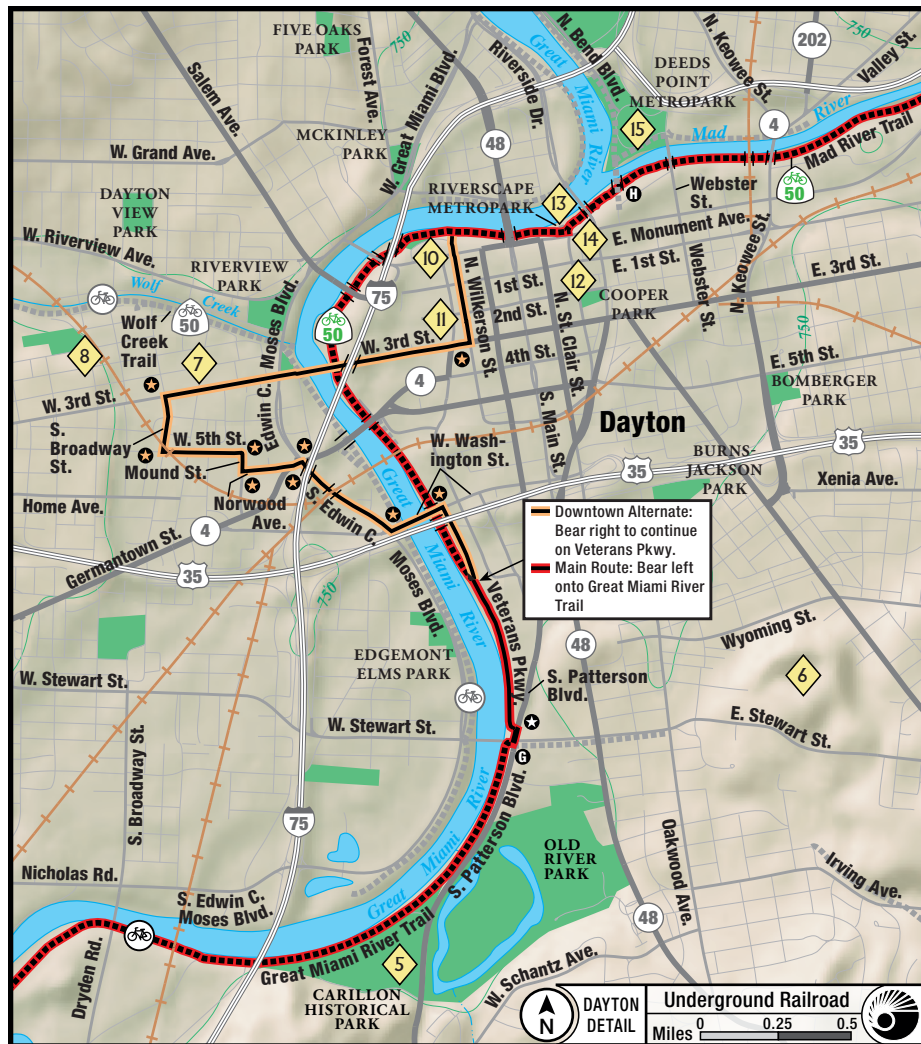 FIVE OAKS
PARK
750
Forest Ave.
Salem Ave.
W. Great Miami Blvd.
Great
Miami
River
Riverside Dr.
N. Bend Blvd.
N. Keowee St.
202
750
Valley St.
DEEDS
POINT
METROPARK
MCKINLEY
PARK
48
15
Mad
River
4
Mad River Trail
50
W. Grand Ave.
DAYTON
VIEW
PARK
W. Riverview Ave.
RIVERSCAPE
METROPARK
13
H
Webster
St.
14
E. Monument Ave.
RIVERVIEW
PARK
10
N. Wilkerson St.
12
E. 1st St.
COOPER
PARK
Webster St.
N. Keowee St.
E. 3rd St.
Wolf
Creek
50
Wolf
Creek
Trail
Edwin C. Moses Blvd.
75
50
11
1st St.
2nd St.
N. St. Clair St.
750
8
7
W. 3rd St.
4
4th St.
E. 5th St.
BOMBERGER
PARK
W. 3rd St.
S.
Broadway
St.
W. 5th St.
Mound St.
S. Main St.
Dayton
W. Wash-
ington St.
35
BURNS-
JACKSON
PARK
35
Xenia Ave.
Home Ave.
Norwood
Ave.
Germantown St.
4
35
S. Edwin C.
Moses Blvd.
Great
Miami
River
Downtown Alternate:
Bear right to continue
on Veterans Pkwy.
Main Route: Bear left
onto Great Miami River
Trail
750
Veterans Pkwy.
EDGEMONT
ELMS PARK
48
Wyoming St.
6
W. Stewart St.
S. Patterson
Blvd.
W. Stewart St.
G
E. Stewart St.
S. Broadway St.
75
Great
Miami
River
S. Patterson Blvd.
OLD
RIVER
PARK
Oakwood Ave.
Irving Ave.
Nicholas Rd.
S. Edwin C.
Moses Blvd.
Dryden Rd.
Great Miami River Trail
5
CARILLON
HISTORICAL
PARK
48
W. Schantz Ave.
N
DAYTON
DETAIL
Underground Railroad
Miles 0 0.25 0.5